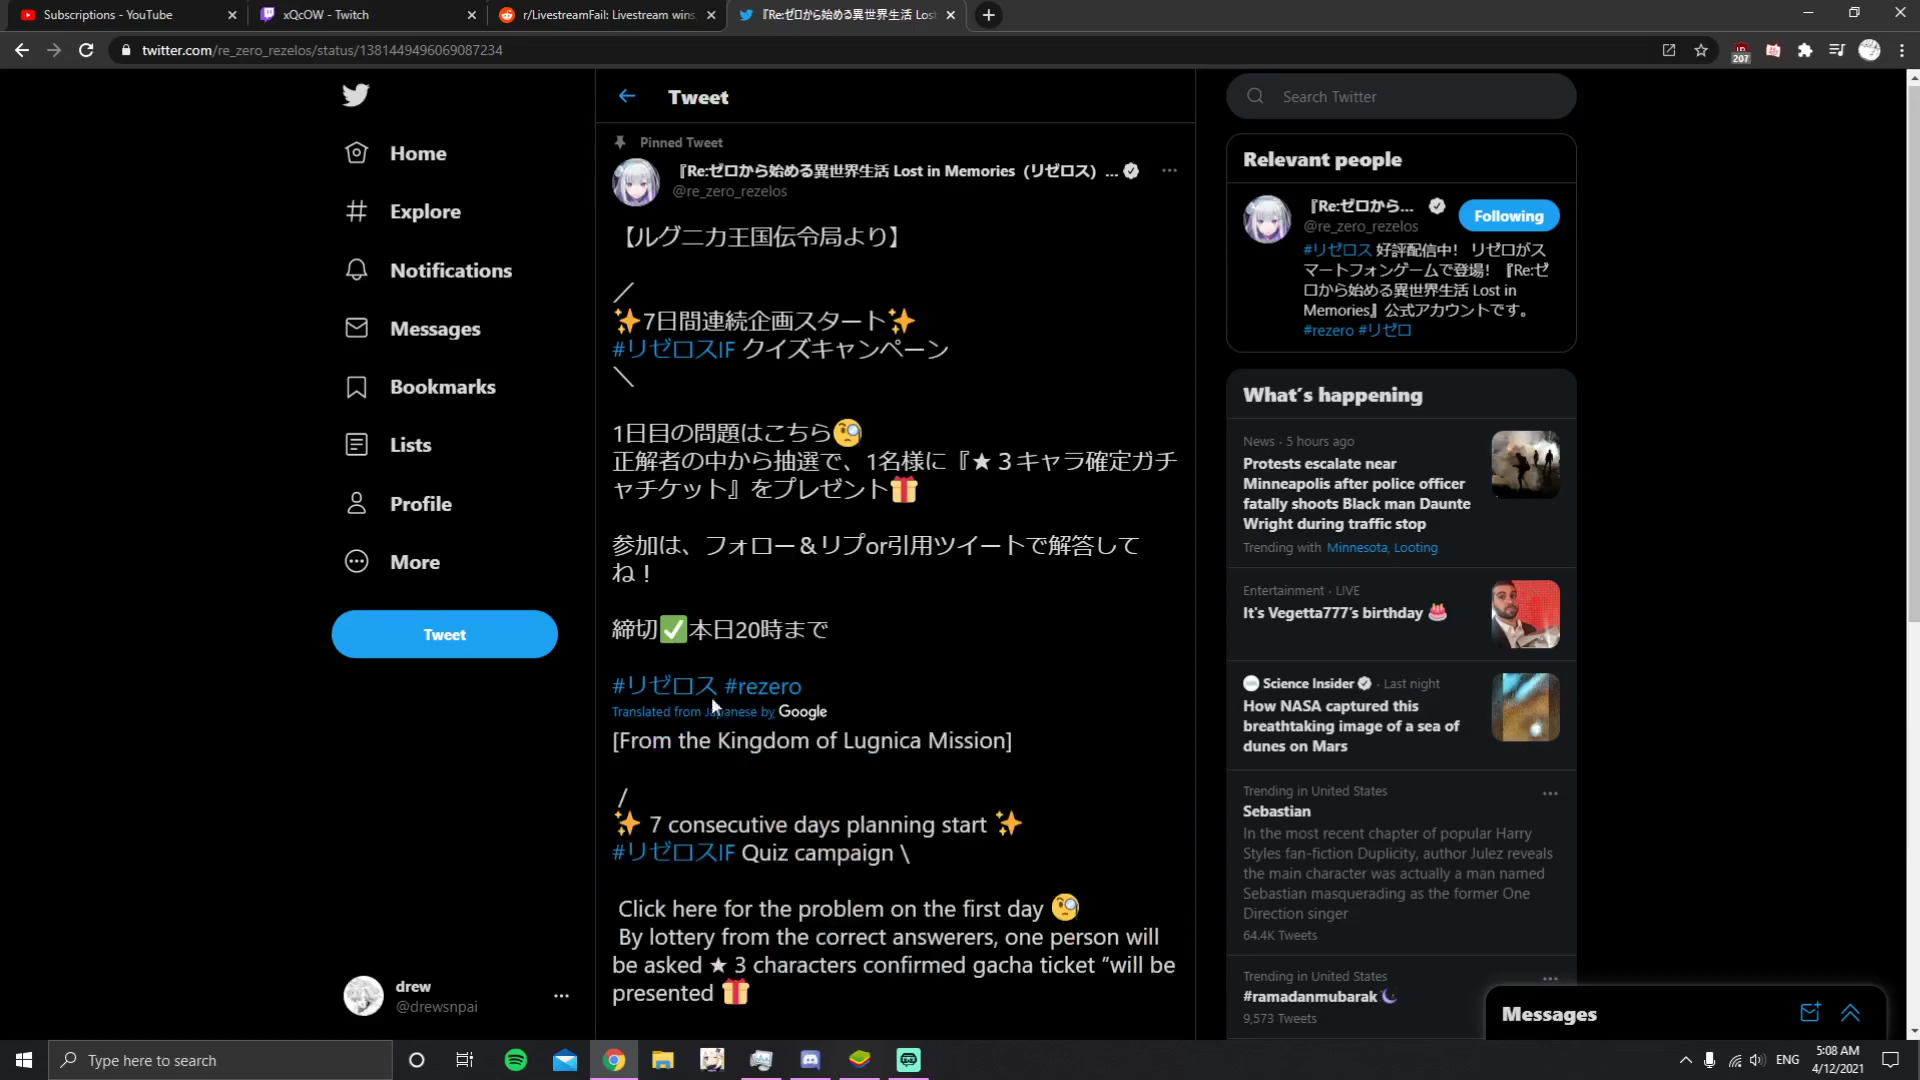 Subscriptions - YouTube
xQcOW - Twitch
r/LivestreamFail: Livestream wins,
『Re:ゼロから始める異世界生活 Lost
twitter.com/re_zero_rezelos/status/1381449496069087234
207
Home
Explore
Notifications
Messages
Bookmarks
Lists
Profile
More
Tweet
drew
@drewsnpai
Tweet
Pinned Tweet
『Re:ゼロから始める異世界生活 Lost in Memories（リゼロス）...
@re_zero_rezelos
【ルグニカ王国伝令局より】
／
✨7日間連続企画スタート✨
#リゼロスIF クイズキャンペーン
＼
1日目の問題はこちら🧐
正解者の中から抽選で、1名様に『★３キャラ確定ガチ
ャチケット』をプレゼント🎁
参加は、フォロー＆リプor引用ツイートで解答して
ね！
締切✅本日20時まで
#リゼロス #rezero
Translated from Japanese by Google
[From the Kingdom of Lugnica Mission]
/
✨ 7 consecutive days planning start ✨
#リゼロスIF Quiz campaign \
Click here for the problem on the first day 🧐
By lottery from the correct answerers, one person will
be asked ★ 3 characters confirmed gacha ticket "will be
presented 🎁
Search Twitter
Relevant people
『Re:ゼロから...
@re_zero_rezelos
Following
#リゼロス 好評配信中！ リゼロがス
マートフォンゲームで登場！『Re:ゼ
ロから始める異世界生活 Lost in
Memories』公式アカウントです。
#rezero #リゼロ
What's happening
News · 5 hours ago
Protests escalate near
Minneapolis after police officer
fatally shoots Black man Daunte
Wright during traffic stop
Trending with Minnesota, Looting
Entertainment · LIVE
It's Vegetta777's birthday 🎂
Science Insider · Last night
How NASA captured this
breathtaking image of a sea of
dunes on Mars
Trending in United States
Sebastian
In the most recent chapter of popular Harry
Styles fan-fiction Duplicity, author Julez reveals
the main character was actually a man named
Sebastian masquerading as the former One
Direction singer
64.4K Tweets
Trending in United States
#ramadanmubarak
9,573 Tweets
Messages
Type here to search
ENG
5:08 AM
4/12/2021